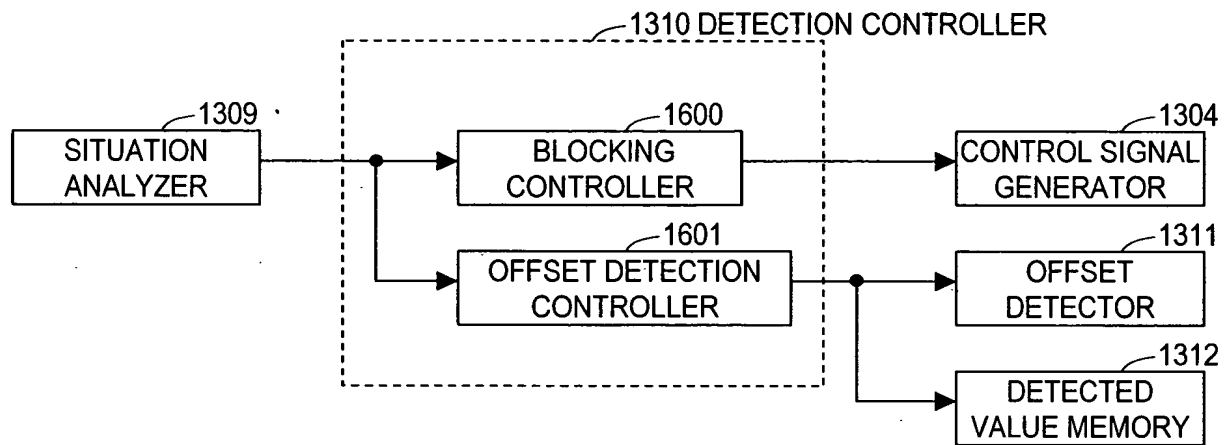 1310 DETECTION CONTROLLER
1309
SITUATION
ANALYZER
1600
BLOCKING
CONTROLLER
1304
CONTROL SIGNAL
GENERATOR
1601
OFFSET DETECTION
CONTROLLER
1311
OFFSET
DETECTOR
1312
DETECTED
VALUE MEMORY